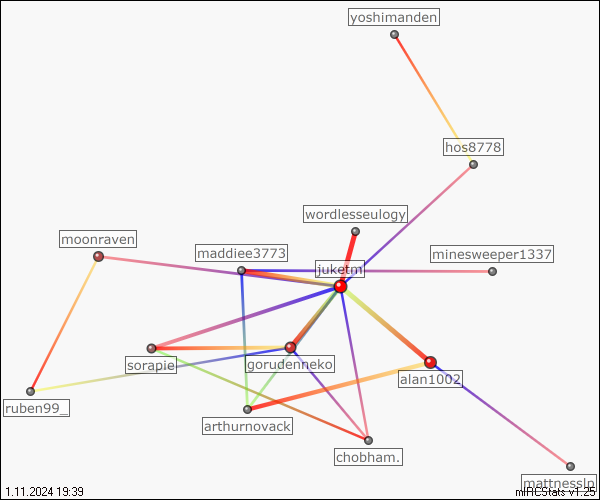 yoshimanden
hos8778
wordlesseulogy
moonraven
maddiee3773
minesweeper1337
juketm
sorapie
gorudenneko
alan1002
ruben99_
arthurnovack
chobham.
mattnesslp
1.11.2024 19:39
mIRCStats v1.25